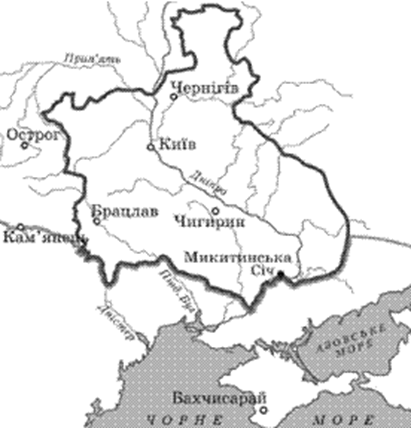 Прип'ять
Чернігів
Острог
Київ
Дніпро
Брацлав
Чигирин
Кам'янець
Микитинська
Січ
Півд. Буг
Дністер
АЗОВСЬКЕ
МОРЕ
Бахчисарай
ЧОРНЕ МОРЕ